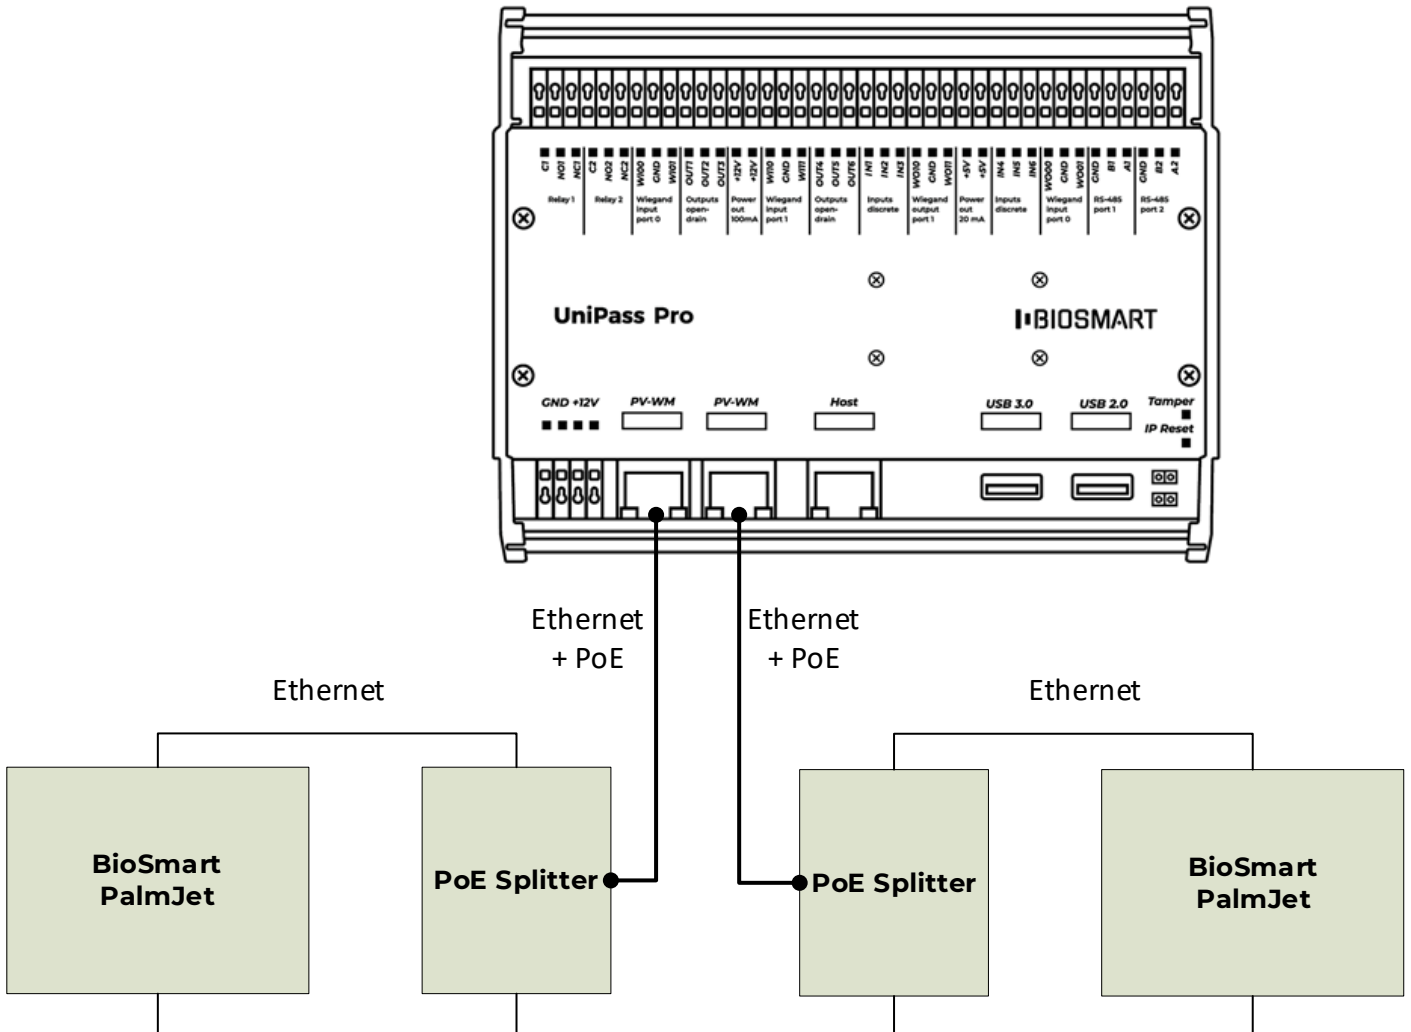 C1 NO1 NC1 C2 NO2 NC2 WI00 GND WI01 OUT1 OUT2 OUT3 +12V +12V WI10 GND WI11 OUT4 OUT5 OUT6 IN1 IN2 IN3 WO10 GND WO11 +5V +5V IN4 IN5 IN6 WO00 GND WO01 GND B1 A1 GND B2 A2
Relay 1 Relay 2 Wiegand Outputs Power Wiegand Outputs Inputs Wiegand Power Inputs Wiegand RS-485 RS-485
input open- out input open- discrete output out discrete input port 1 port 2
port 0 drain 100mA port 1 drain port 1 20 mA port 0
UniPass Pro
BIOSMART
GND +12V PV-WM PV-WM Host USB 3.0 USB 2.0 Tamper
IP Reset
Ethernet
+ PoE
Ethernet
+ PoE
Ethernet
Ethernet
BioSmart
PalmJet
PoE Splitter
PoE Splitter
BioSmart
PalmJet